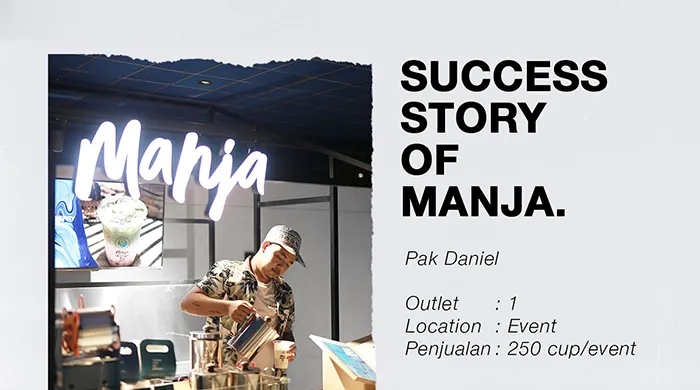 Manja
SUCCESS
STORY
OF
MANJA.
Pak Daniel
Outlet : 1
Location : Event
Penjualan : 250 cup/event